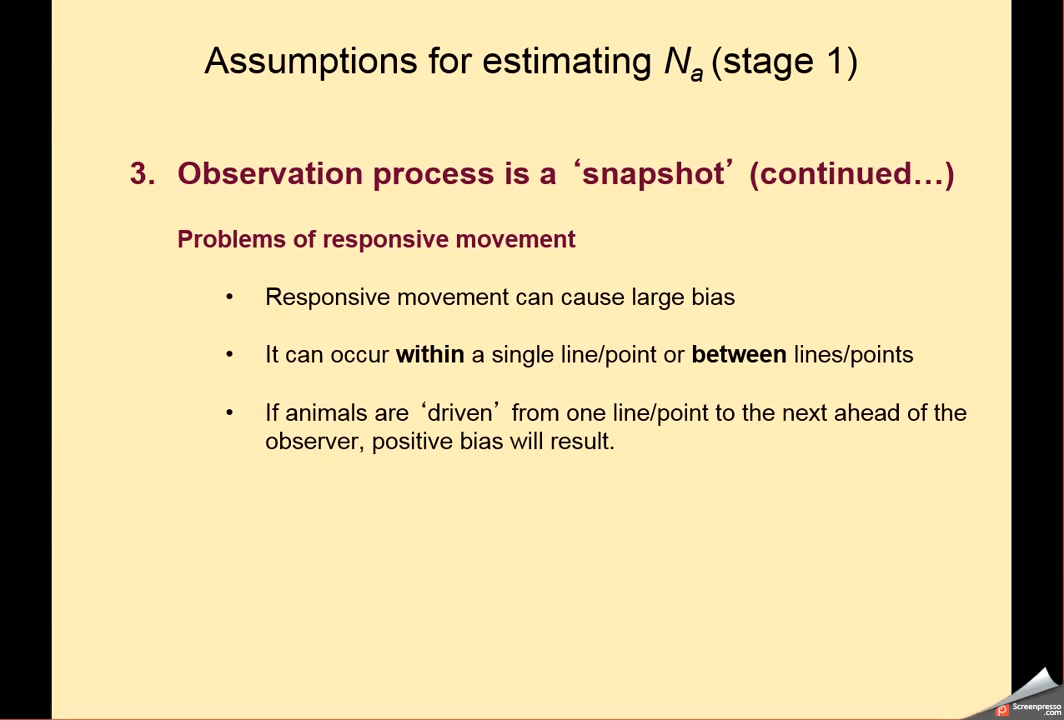 Assumptions for estimating Na (stage 1)
3. Observation process is a ‘snapshot’ (continued…)
Problems of responsive movement
• Responsive movement can cause large bias
• It can occur within a single line/point or between lines/points
• If animals are ‘driven’ from one line/point to the next ahead of the
observer, positive bias will result.
Screenpresso
.com